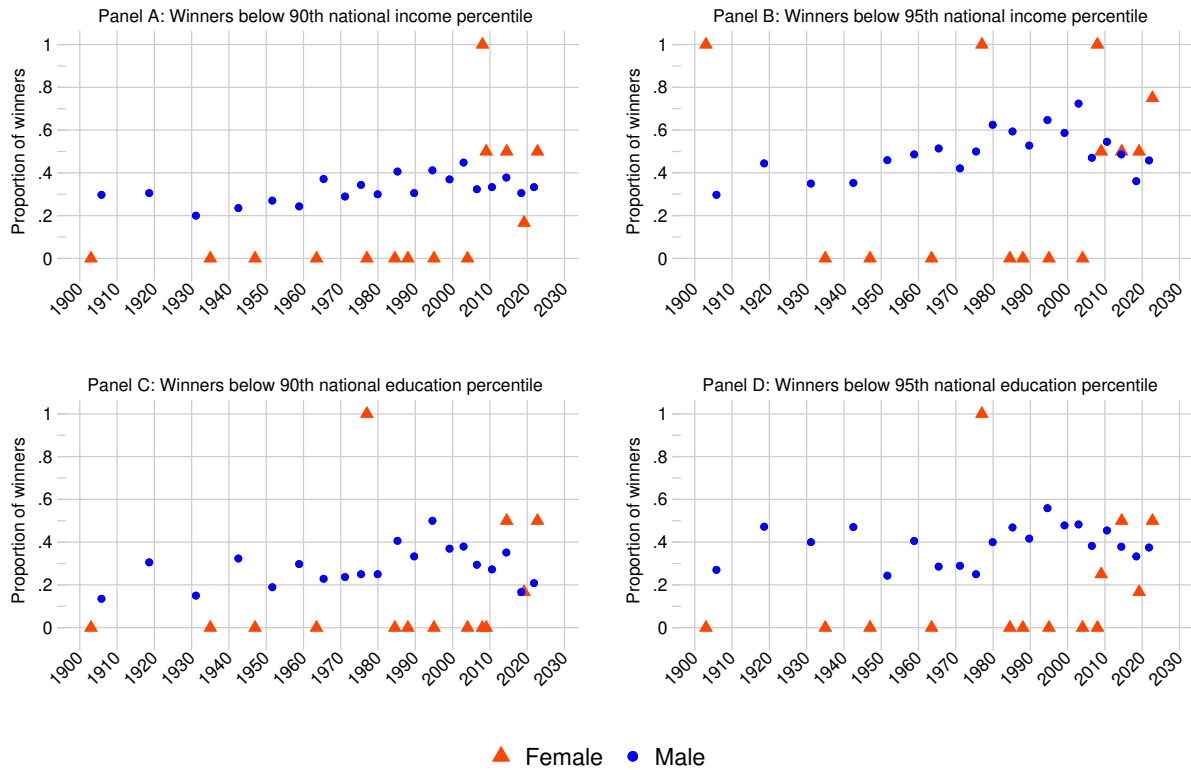 Panel A: Winners below 90th national income percentile
Proportion of winners
1
.8
.6
.4
.2
0
1900 1910 1920 1930 1940 1950 1960 1970 1980 1990 2000 2010 2020 2030
Panel B: Winners below 95th national income percentile
Proportion of winners
1
.8
.6
.4
.2
0
1900 1910 1920 1930 1940 1950 1960 1970 1980 1990 2000 2010 2020 2030
Panel C: Winners below 90th national education percentile
Proportion of winners
1
.8
.6
.4
.2
0
1900 1910 1920 1930 1940 1950 1960 1970 1980 1990 2000 2010 2020 2030
Panel D: Winners below 95th national education percentile
Proportion of winners
1
.8
.6
.4
.2
0
1900 1910 1920 1930 1940 1950 1960 1970 1980 1990 2000 2010 2020 2030
Female Male